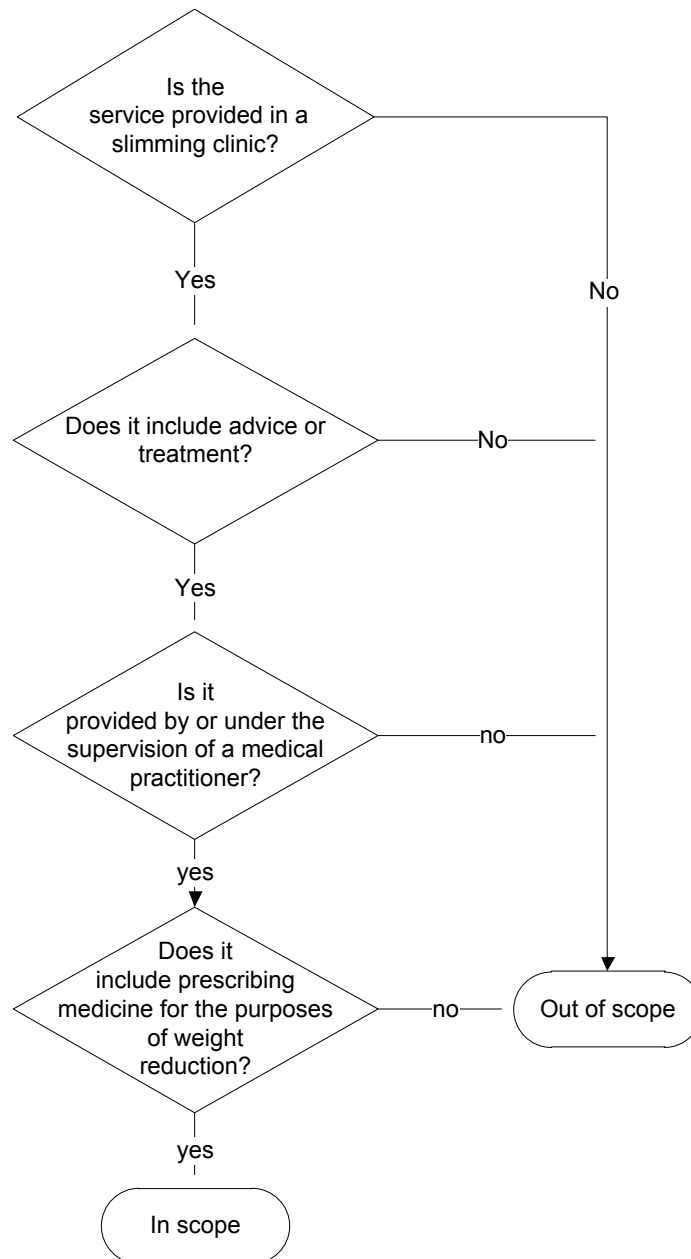 Is the
service provided in a
slimming clinic?
Yes
No
Does it include advice or
treatment?
No
Yes
Is it
provided by or under the
supervision of a medical
practitioner?
no
yes
Does it
include prescribing
medicine for the purposes
of weight
reduction?
no
Out of scope
yes
In scope